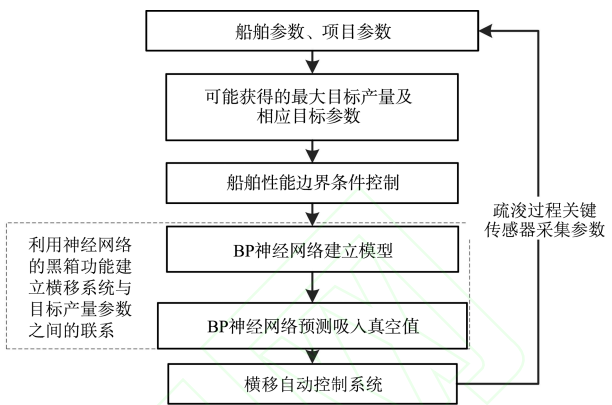 船舶参数、项目参数
可能获得的最大目标产量及
相应目标参数
船舶性能边界条件控制
疏浚过程关键
传感器采集参数
利用神经网络
的黑箱功能建
立横移系统与
目标产量参数
之间的联系
BP神经网络建立模型
BP神经网络预测吸入真空值
横移自动控制系统